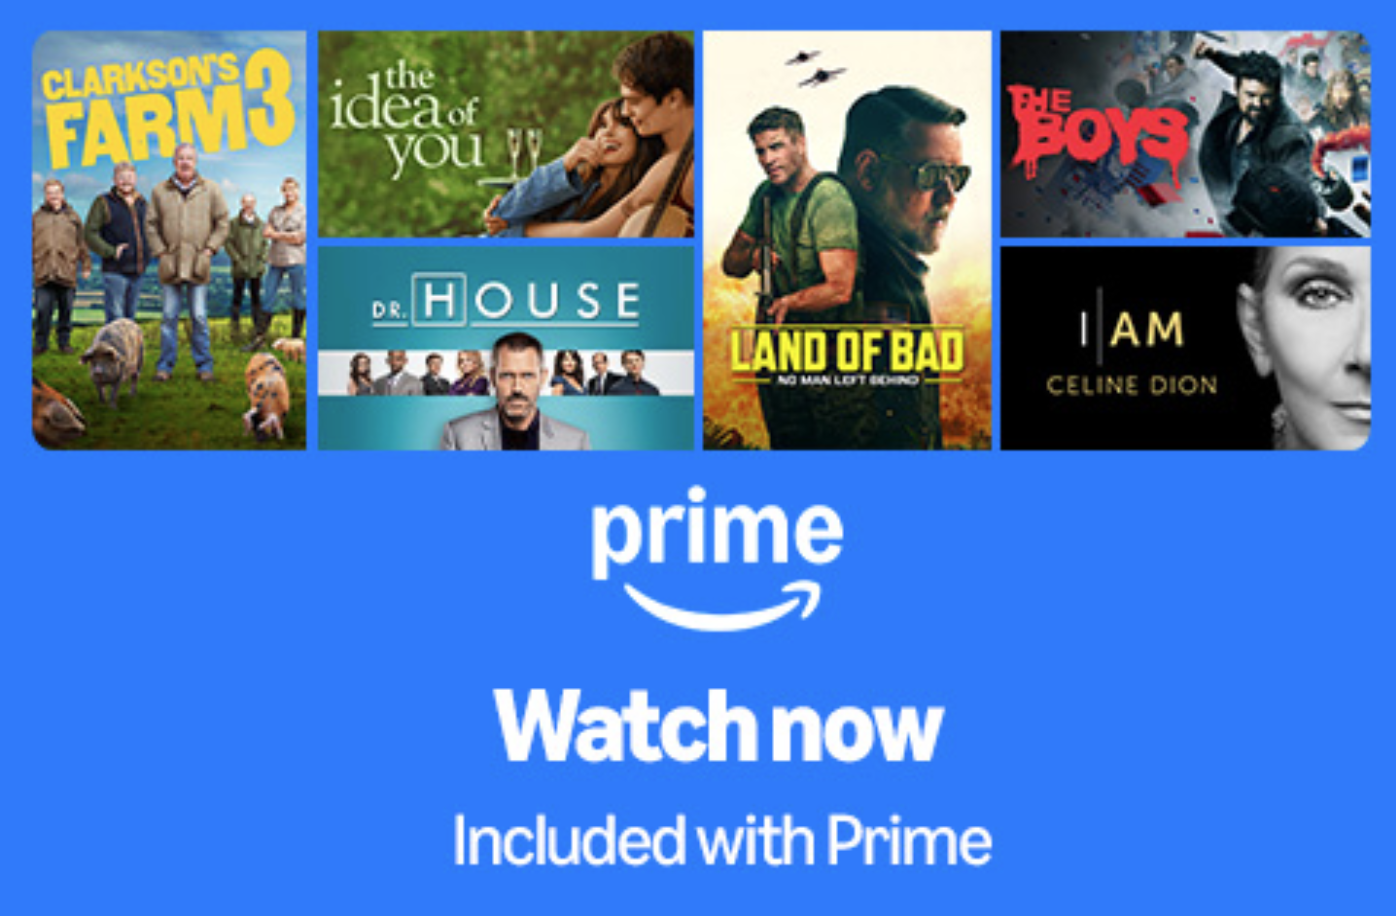 CLARKSON'S
FARM3
the
idea of
you
DR. HOUSE
LAND OF BAD
NO MAN LEFT BEHIND
THE
BOYS
I AM
CELINE DION
prime
Watch now
Included with Prime